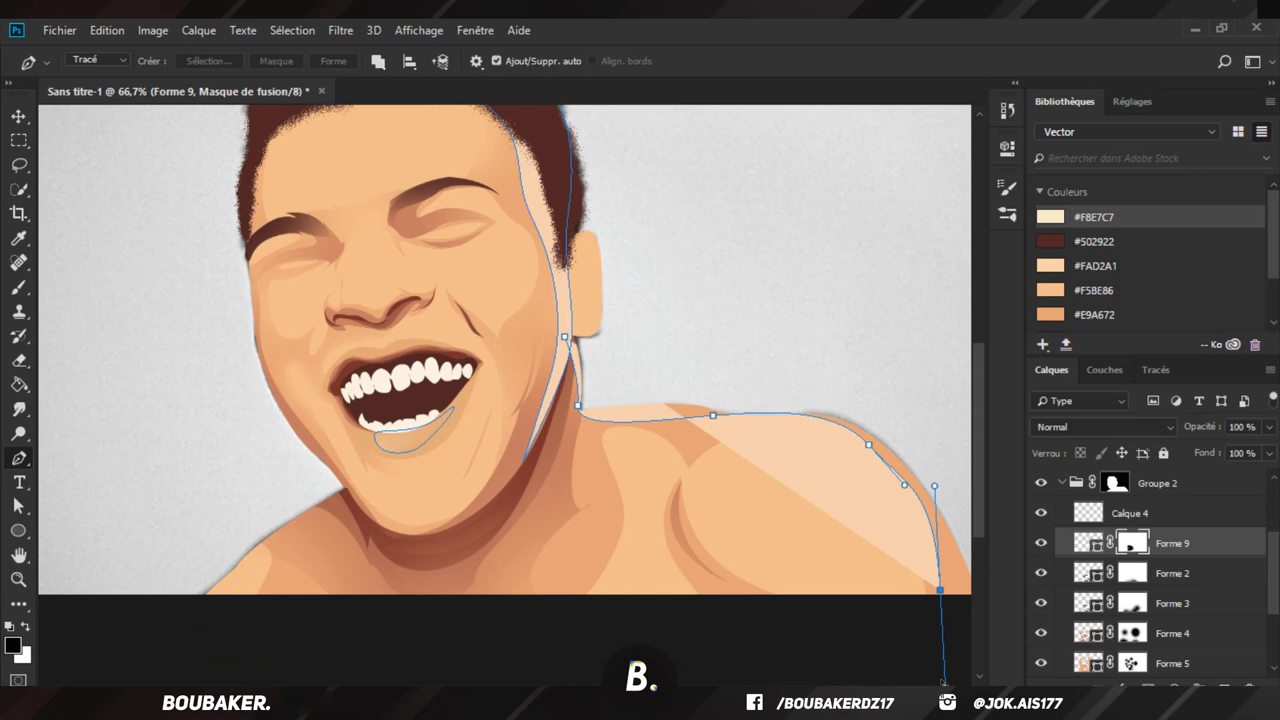 Ps Fichier Edition Image Calque Texte Sélection Filtre 3D Affichage Fenêtre Aide
Tracé Créer : Sélection... Masque Forme Ajout/Suppr. auto Align. bords
Sans titre-1 @ 66,7% (Forme 9, Masque de fusion/8) *
Bibliothèques Réglages
Vector
Rechercher dans Adobe Stock
Couleurs
#F8E7C7
#502922
#FAD2A1
#F5BE86
#E9A672
-- Ko
Calques Couches Tracés
Type
Normal Opacité : 100 %
Verrou : Fond : 100 %
Groupe 2
Calque 4
Forme 9
Forme 2
Forme 3
Forme 4
Forme 5
BOUBAKER. B. /BOUBAKERDZ17 @JOK.AIS177